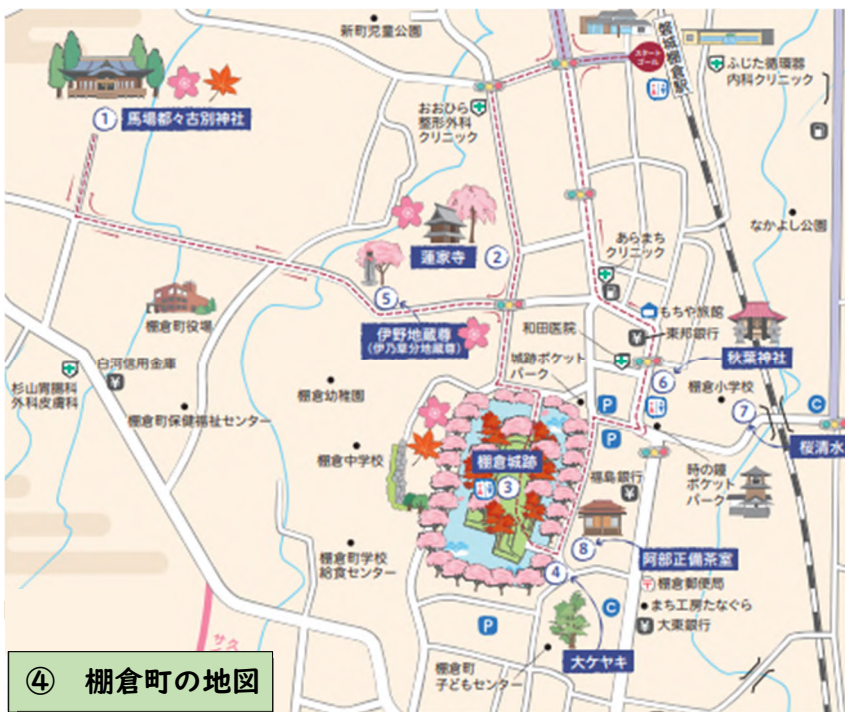 新町児童公園
磐城棚倉駅
スタート
ゴール
ふじた循環器
内科クリニック
おおひら
整形外科
クリニック
① 馬場都々古別神社
なかよし公園
あらまち
クリニック
蓮家寺 ②
⑤
伊野地蔵尊
(伊乃草分地蔵尊)
もちや旅館
東邦銀行
棚倉町役場
和田医院
秋葉神社
白河信用金庫
城跡ポケット
パーク
⑥
棚倉小学校
杉山胃腸科
外科皮膚科
棚倉幼稚園
P
⑦
C
棚倉町保健福祉センター
P
桜清水
棚倉中学校
棚倉城跡
③
福島銀行
時の鐘
ポケット
パーク
棚倉町学校
給食センター
⑧
阿部正備茶室
④
棚倉郵便局
P
C
まち工房たなぐら
大東銀行
棚倉町
子どもセンター
大ケヤキ
④ 棚倉町の地図